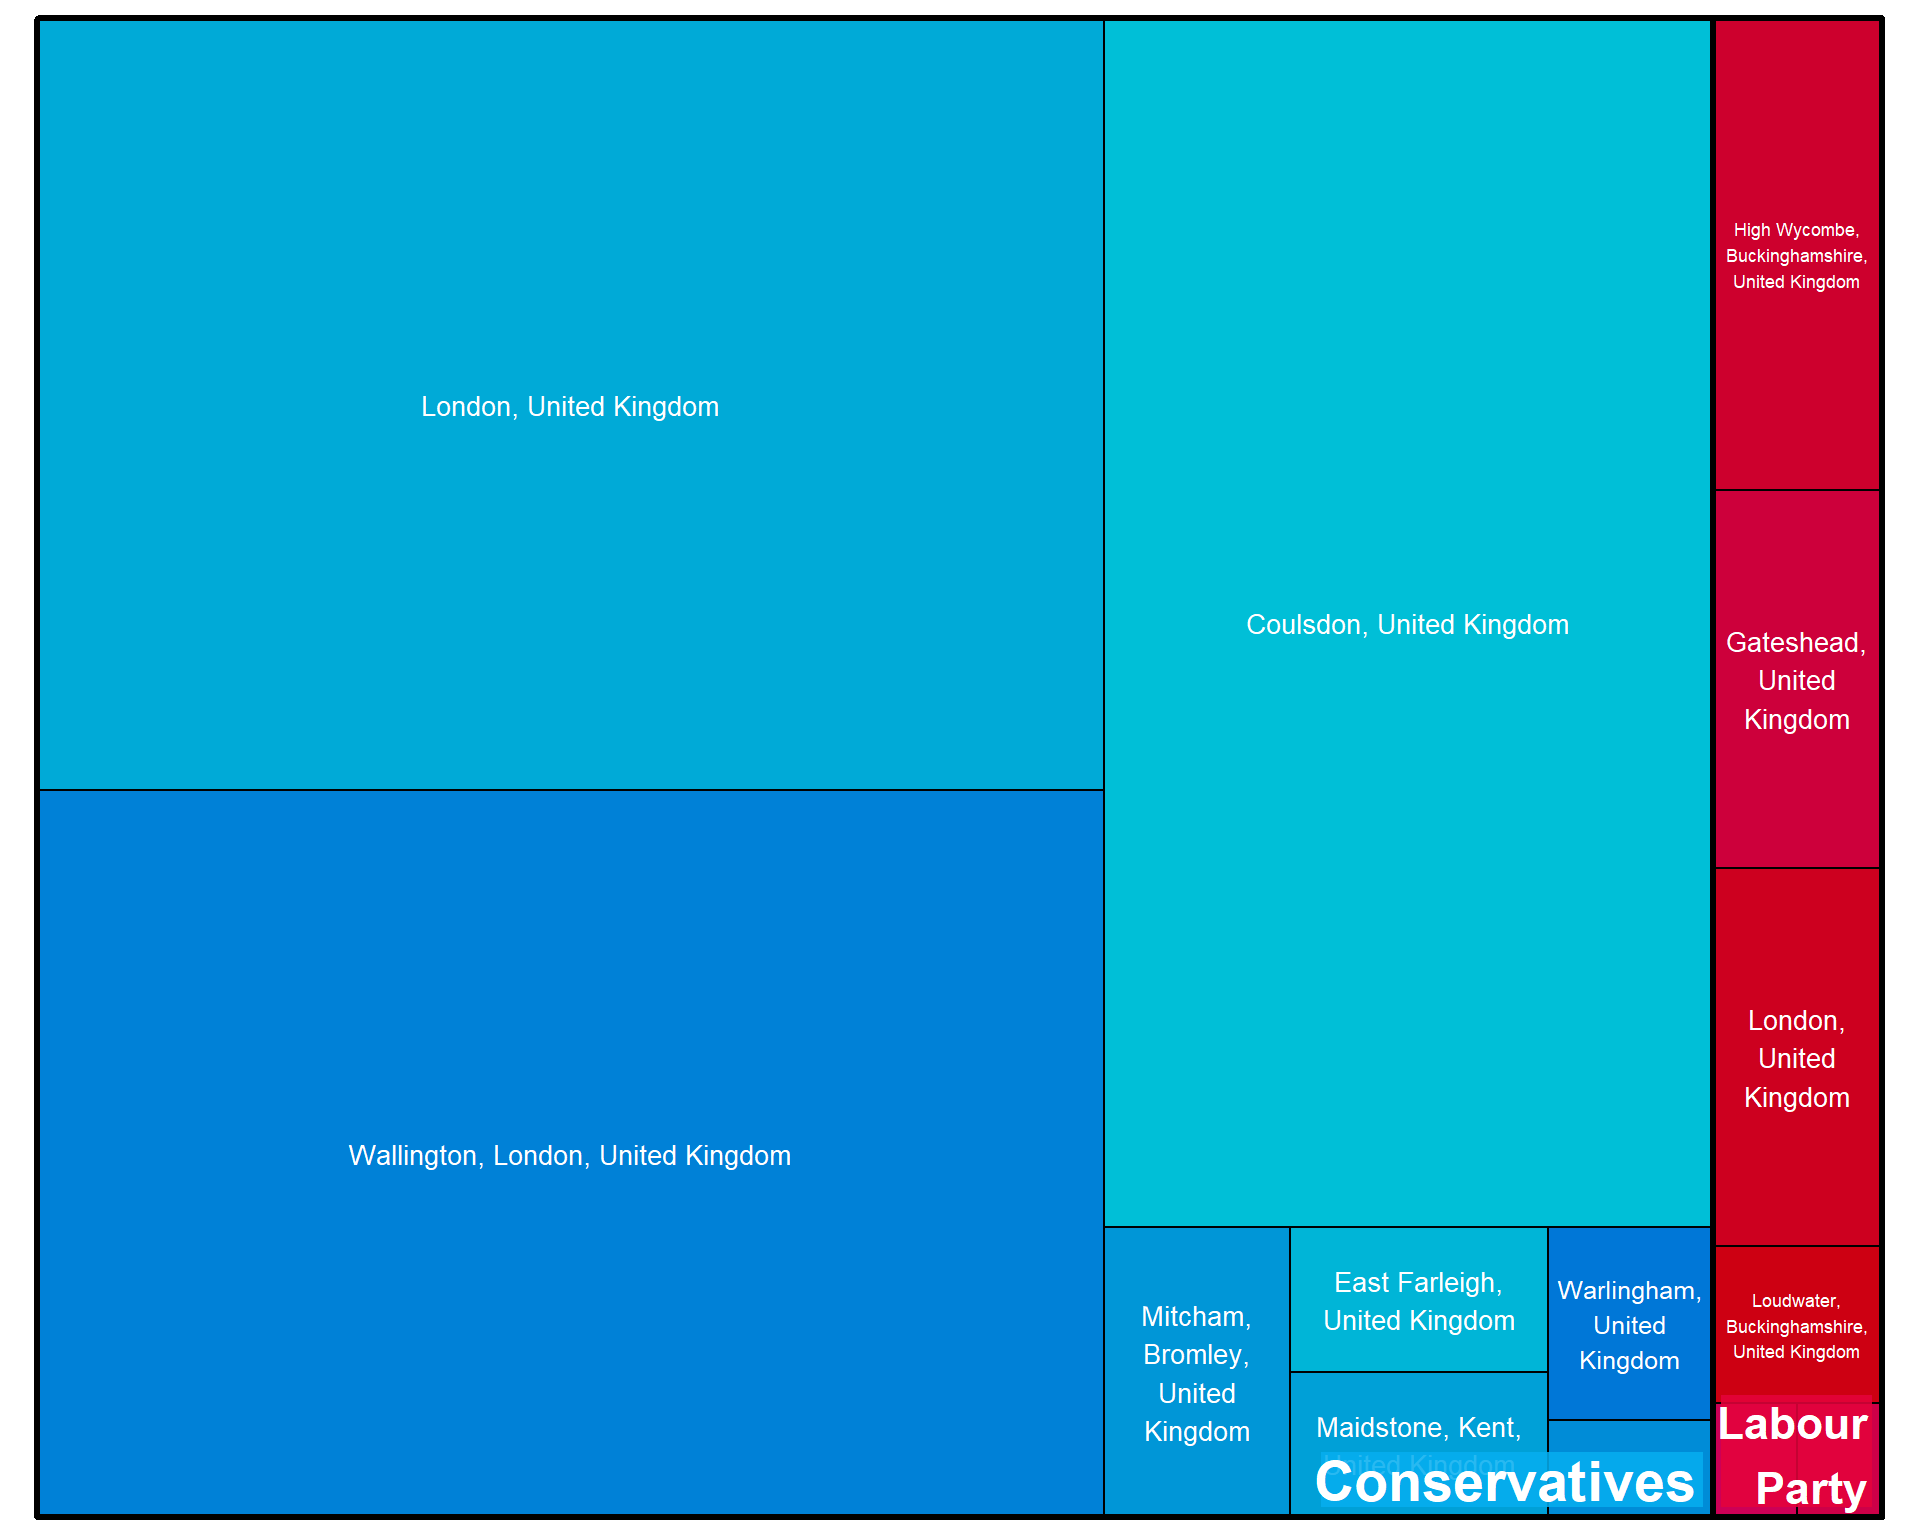 London, United Kingdom
Wallington, London, United Kingdom
Coulsdon, United Kingdom
Mitcham,
Bromley,
United
Kingdom
East Farleigh,
United Kingdom
Maidstone, Kent,
United Kingdom
Warlingham,
United
Kingdom
Conservatives
High Wycombe,
Buckinghamshire,
United Kingdom
Gateshead,
United
Kingdom
London,
United
Kingdom
Loudwater,
Buckinghamshire,
United Kingdom
Labour
Party